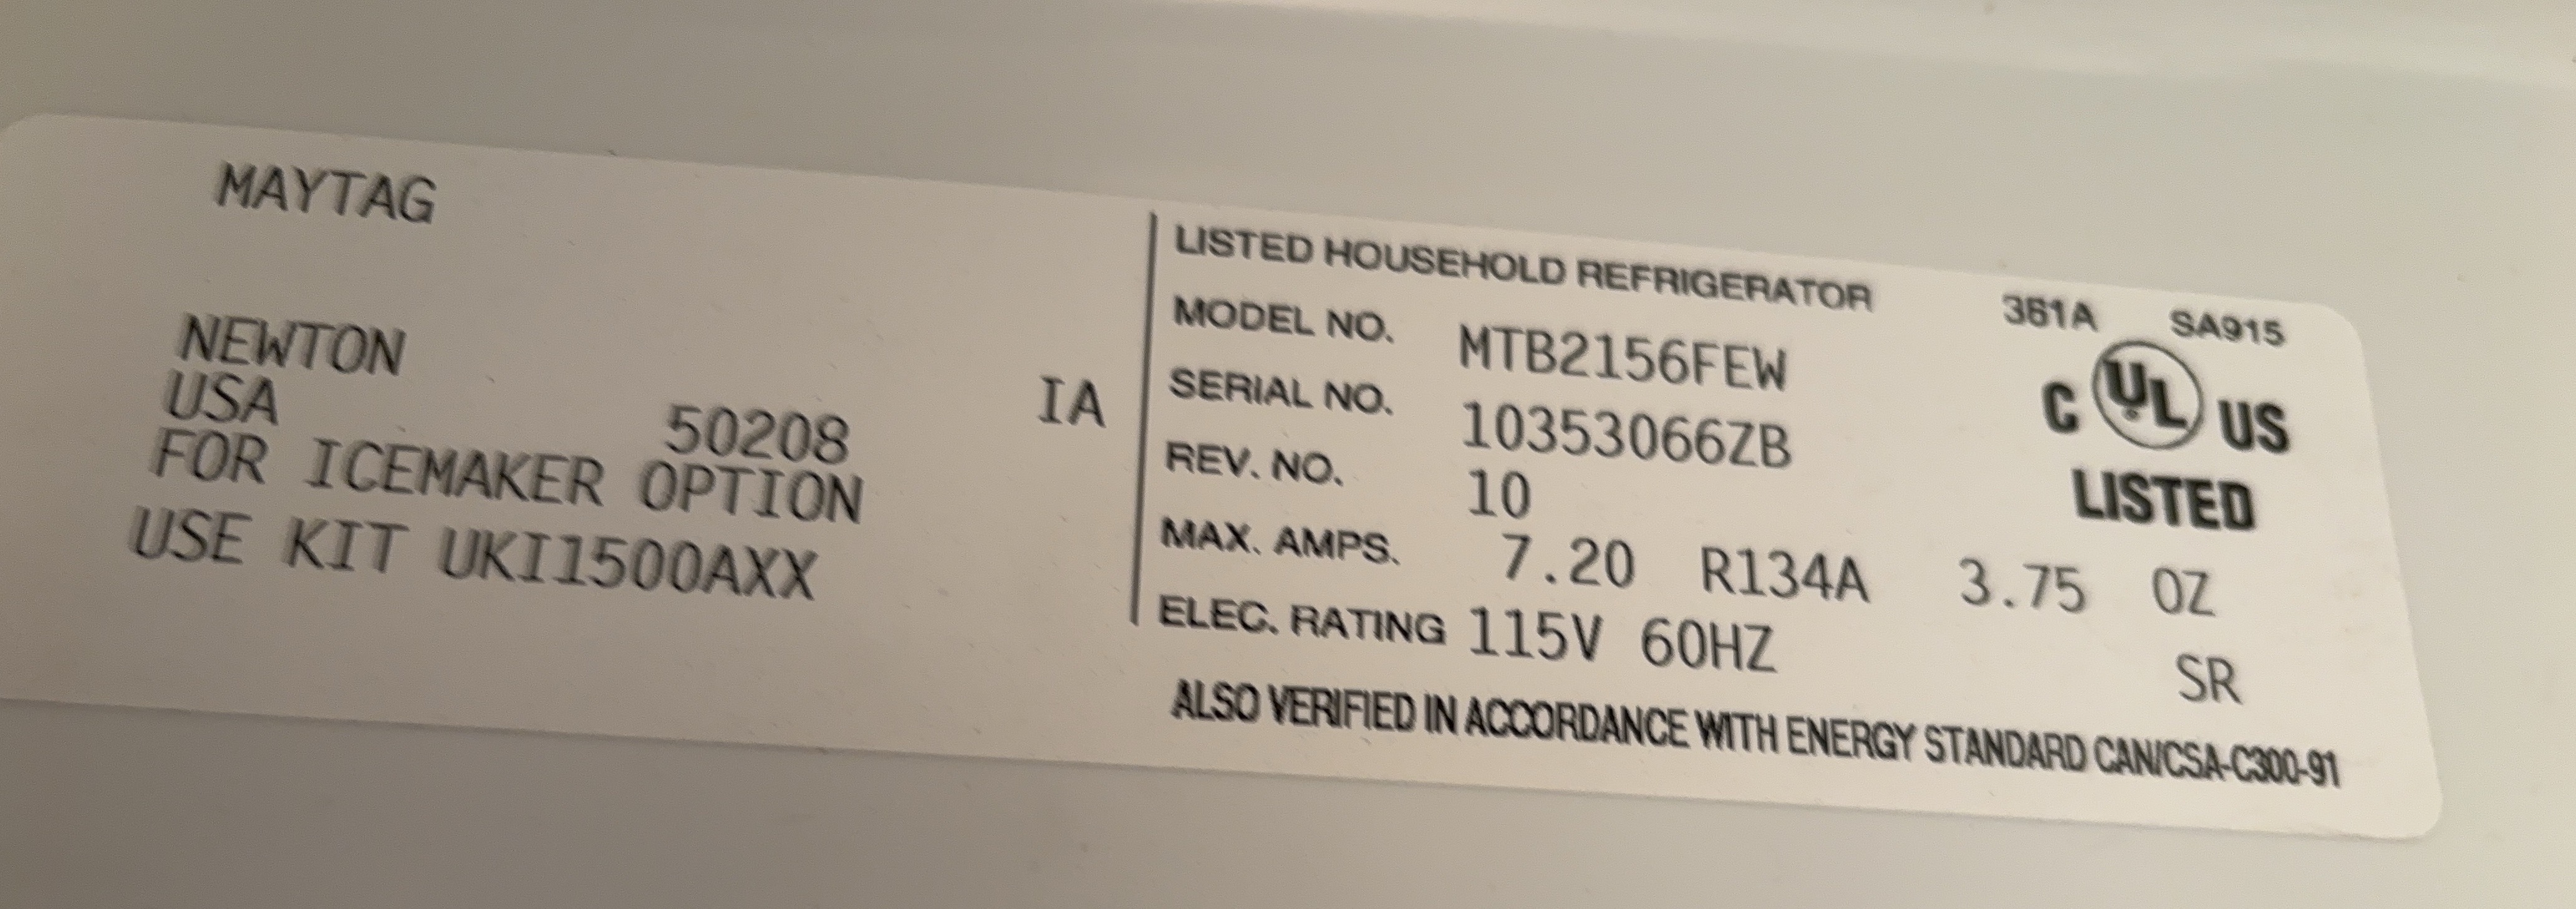 MAYTAG
NEWTON IA
USA 50208
FOR ICEMAKER OPTION
USE KIT UKI1500AXX
LISTED HOUSEHOLD REFRIGERATOR 361A SA915
MODEL NO. MTB2156FEW
SERIAL NO. 10353066ZB
REV. NO. 10
C UL US
LISTED
MAX. AMPS. 7.20 R134A 3.75 OZ
ELEC. RATING 115V 60HZ SR
ALSO VERIFIED IN ACCORDANCE WITH ENERGY STANDARD CAN/CSA-C300-91